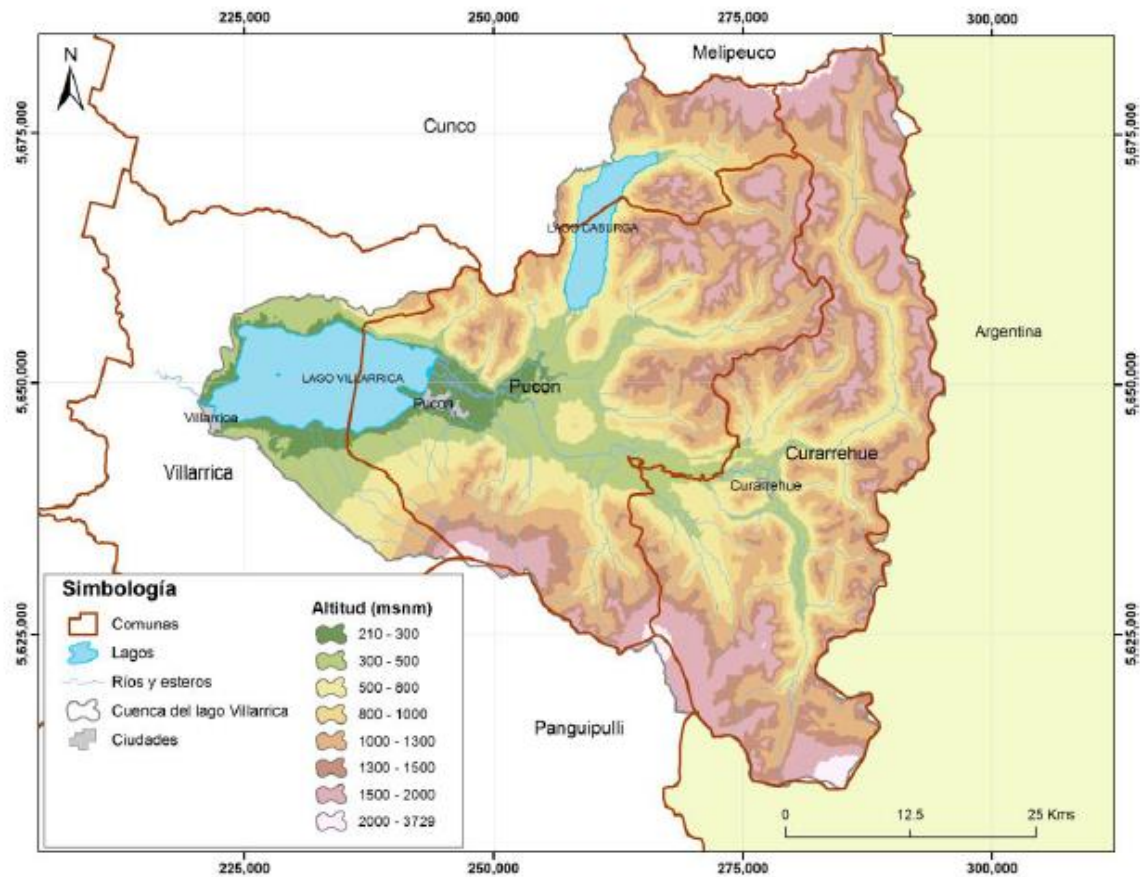 225,000 250,000 275,000 300,000
N
Melipeuco
Cunco
5,675,000 5,675,000
LAGO CABURGA
Argentina
LAGO VILLARRICA
5,650,000 5,650,000
Pucón
Pucón
Villarrica
Villarrica
Curarrehue
Curarrehue
Simbología
Comunas
Lagos
Ríos y esteros
Cuenca del lago Villarrica
Ciudades
Altitud (msnm)
210 - 300
300 - 500
500 - 800
800 - 1000
1000 - 1300
1300 - 1500
1500 - 2000
2000 - 3729
5,625,000 5,625,000
Panguipulli
0 12.5 25 Kms
225,000 250,000 275,000 300,000